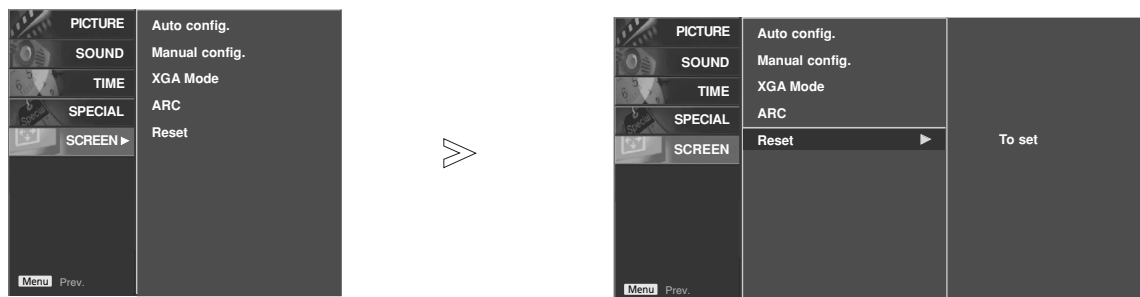 PICTURE
SOUND
TIME
SPECIAL
SCREEN ▶
Auto config.
Manual config.
XGA Mode
ARC
Reset
Menu Prev.
PICTURE
SOUND
TIME
SPECIAL
SCREEN
Auto config.
Manual config.
XGA Mode
ARC
Reset ▶
To set
Menu Prev.